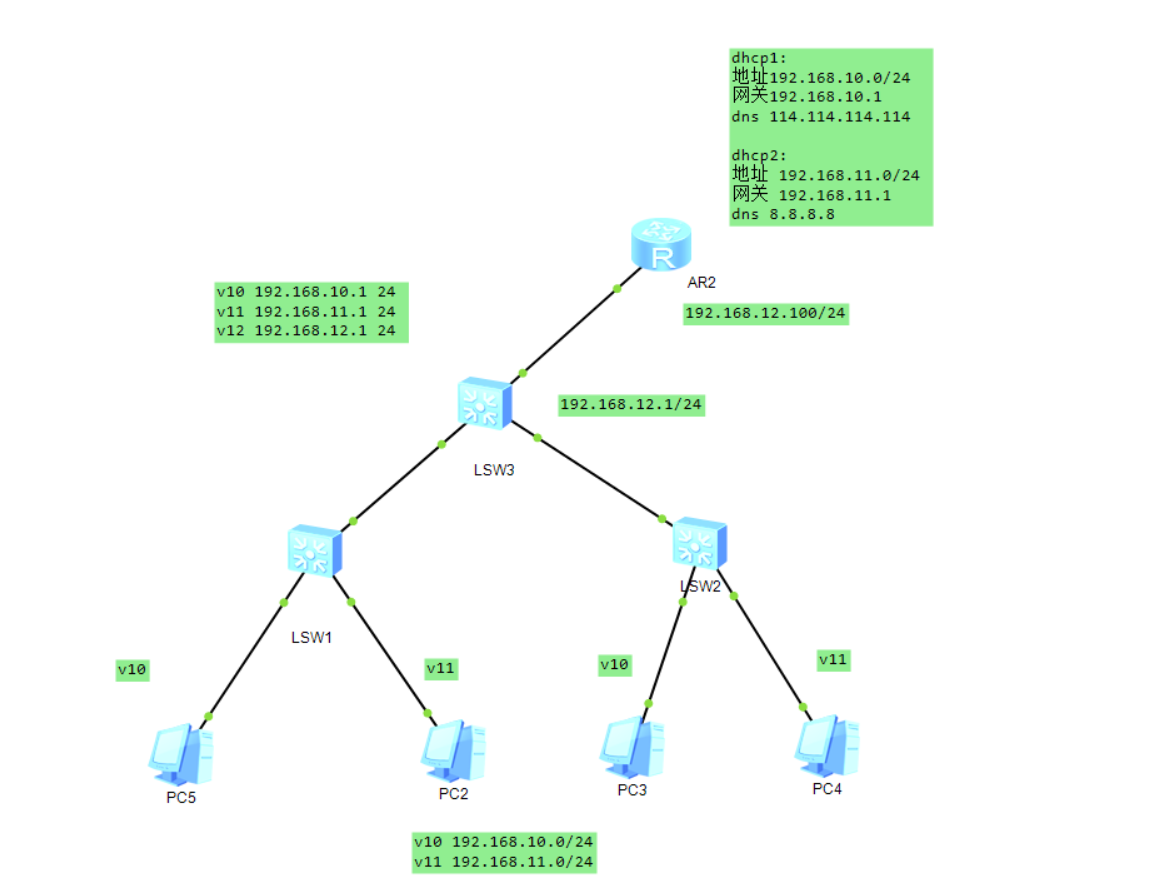 dhcp1:
地址192.168.10.0/24
网关192.168.10.1
dns 114.114.114.114
dhcp2:
地址 192.168.11.0/24
网关 192.168.11.1
dns 8.8.8.8
R
AR2
192.168.12.100/24
v10 192.168.10.1 24
v11 192.168.11.1 24
v12 192.168.12.1 24
192.168.12.1/24
LSW3
LSW1
LSW2
v10
v11
v10
v11
PC5
PC2
PC3
PC4
v10 192.168.10.0/24
v11 192.168.11.0/24